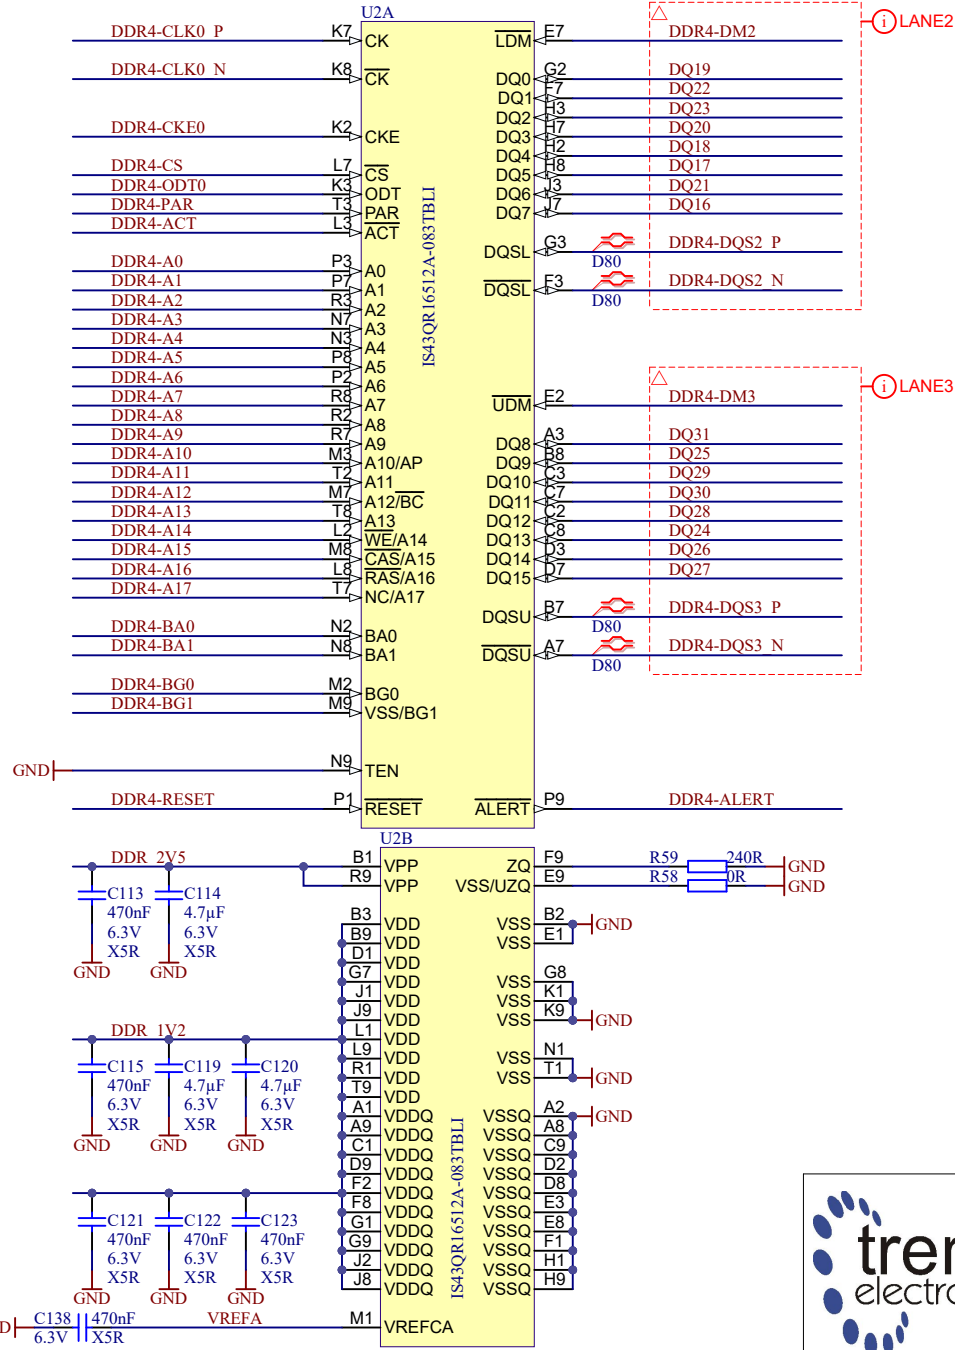 U2A
DDR4-CLK0_P K7 CK LDM E7 DDR4-DM2 LANE2
DDR4-CLK0_N K8 CK DQ0 G2 DQ19
DQ1 F7 DQ22
DQ2 H3 DQ23
DDR4-CKE0 K2 CKE DQ3 H7 DQ20
DQ4 H2 DQ18
DDR4-CS L7 CS DQ5 H8 DQ17
DDR4-ODT0 K3 ODT DQ6 J3 DQ21
DDR4-PAR T3 PAR DQ7 J7 DQ16
DDR4-ACT L3 ACT
IS43QR16512A-083TBLI
DQSL G3 D80 DDR4-DQS2_P
DDR4-A0 P3 A0
DDR4-A1 P7 A1 DQSL F3 D80 DDR4-DQS2_N
DDR4-A2 R3 A2
DDR4-A3 N7 A3
DDR4-A4 N3 A4
DDR4-A5 P8 A5
DDR4-A6 P2 A6 LANE3
DDR4-A7 R8 A7 UDM E2 DDR4-DM3
DDR4-A8 R2 A8
DDR4-A9 R7 A9 DQ8 A3 DQ31
DDR4-A10 M3 A10/AP DQ9 B8 DQ25
DDR4-A11 T2 A11 DQ10 C3 DQ29
DDR4-A12 M7 A12/BC DQ11 C7 DQ30
DDR4-A13 T8 A13 DQ12 C2 DQ28
DDR4-A14 L2 WE/A14 DQ13 C8 DQ24
DDR4-A15 M8 CAS/A15 DQ14 D3 DQ26
DDR4-A16 L8 RAS/A16 DQ15 D7 DQ27
DDR4-A17 T7 NC/A17
DQSU B7 D80 DDR4-DQS3_P
DDR4-BA0 N2 BA0
DDR4-BA1 N8 BA1 DQSU A7 D80 DDR4-DQS3_N
DDR4-BG0 M2 BG0
DDR4-BG1 M9 VSS/BG1
GND N9 TEN
DDR4-RESET P1 RESET ALERT P9 DDR4-ALERT
U2B
DDR_2V5 B1 VPP ZQ F9 R59 240R GND
R9 VPP VSS/UZQ E9 R58 0R GND
C113 C114
470nF 4.7µF
6.3V 6.3V
X5R X5R
GND GND
B3 VDD VSS B2 GND
B9 VDD VSS E1
D1 VDD
G7 VDD VSS G8
J1 VDD VSS K1
J9 VDD VSS K9 GND
DDR_1V2 L1 VDD
L9 VDD VSS N1
R1 VDD VSS T1 GND
T9 VDD
C115 C119 C120
470nF 4.7µF 4.7µF
6.3V 6.3V 6.3V
X5R X5R X5R
GND GND GND
A1 VDDQ VSSQ A2 GND
A9 VDDQ VSSQ A8
C1 VDDQ VSSQ C9
D9 VDDQ VSSQ D2
F2 VDDQ VSSQ D8
F8 VDDQ VSSQ E3
G1 VDDQ VSSQ E8
G9 VDDQ VSSQ F1
J2 VDDQ VSSQ H1
J8 VDDQ VSSQ H9
IS43QR16512A-083TBLI
C121 C122 C123
470nF 470nF 470nF
6.3V 6.3V 6.3V
X5R X5R X5R
GND GND GND
D C138 470nF VREFA M1 VREFCA
6.3V X5R
tren
electro